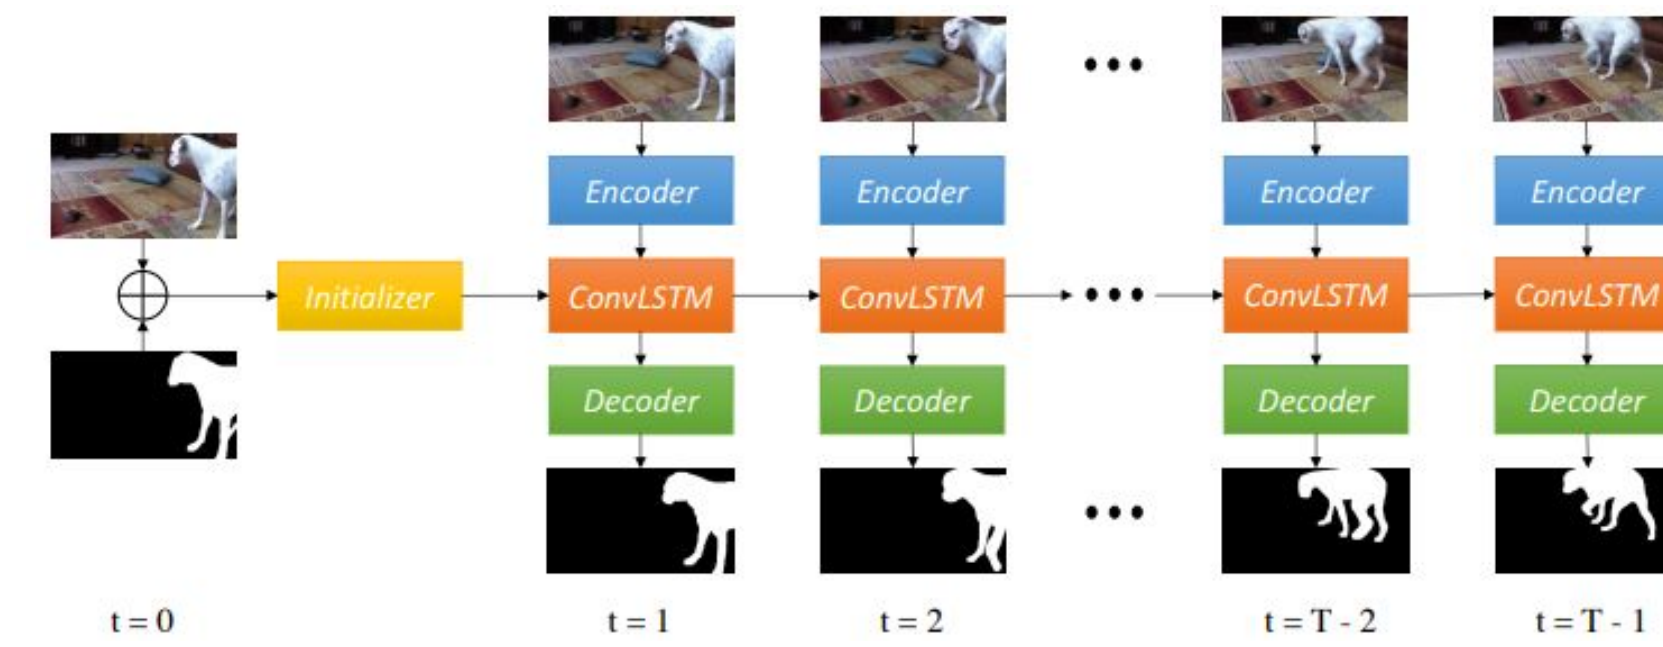 Encoder Encoder Encoder Encoder
Initializer ConvLSTM ConvLSTM ... ConvLSTM ConvLSTM
Decoder Decoder Decoder Decoder
t = 0 t = 1 t = 2 t = T - 2 t = T - 1